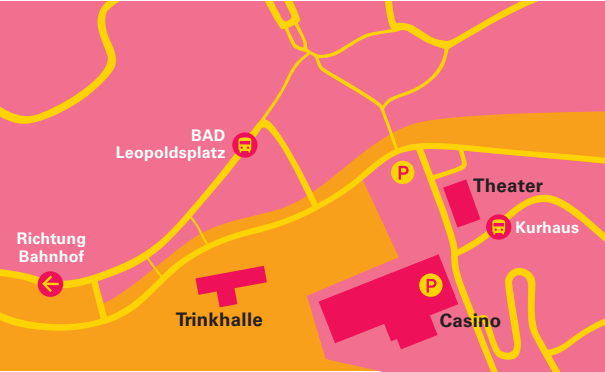 BAD
Leopoldsplatz
P
Theater
Kurhaus
Richtung
Bahnhof
P
Trinkhalle
Casino